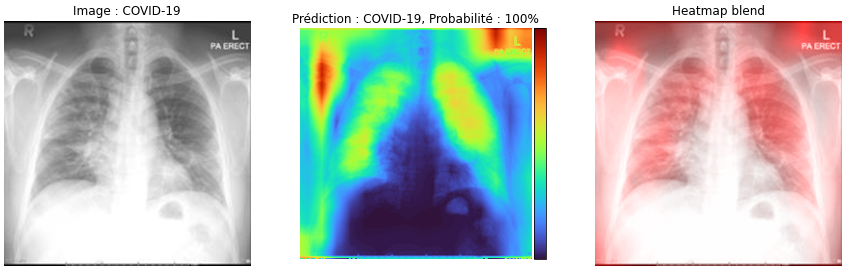 Image : COVID-19
Prédiction : COVID-19, Probabilité : 100%
Heatmap blend
R
L
PA ERECT
L
R
L
PA ERECT